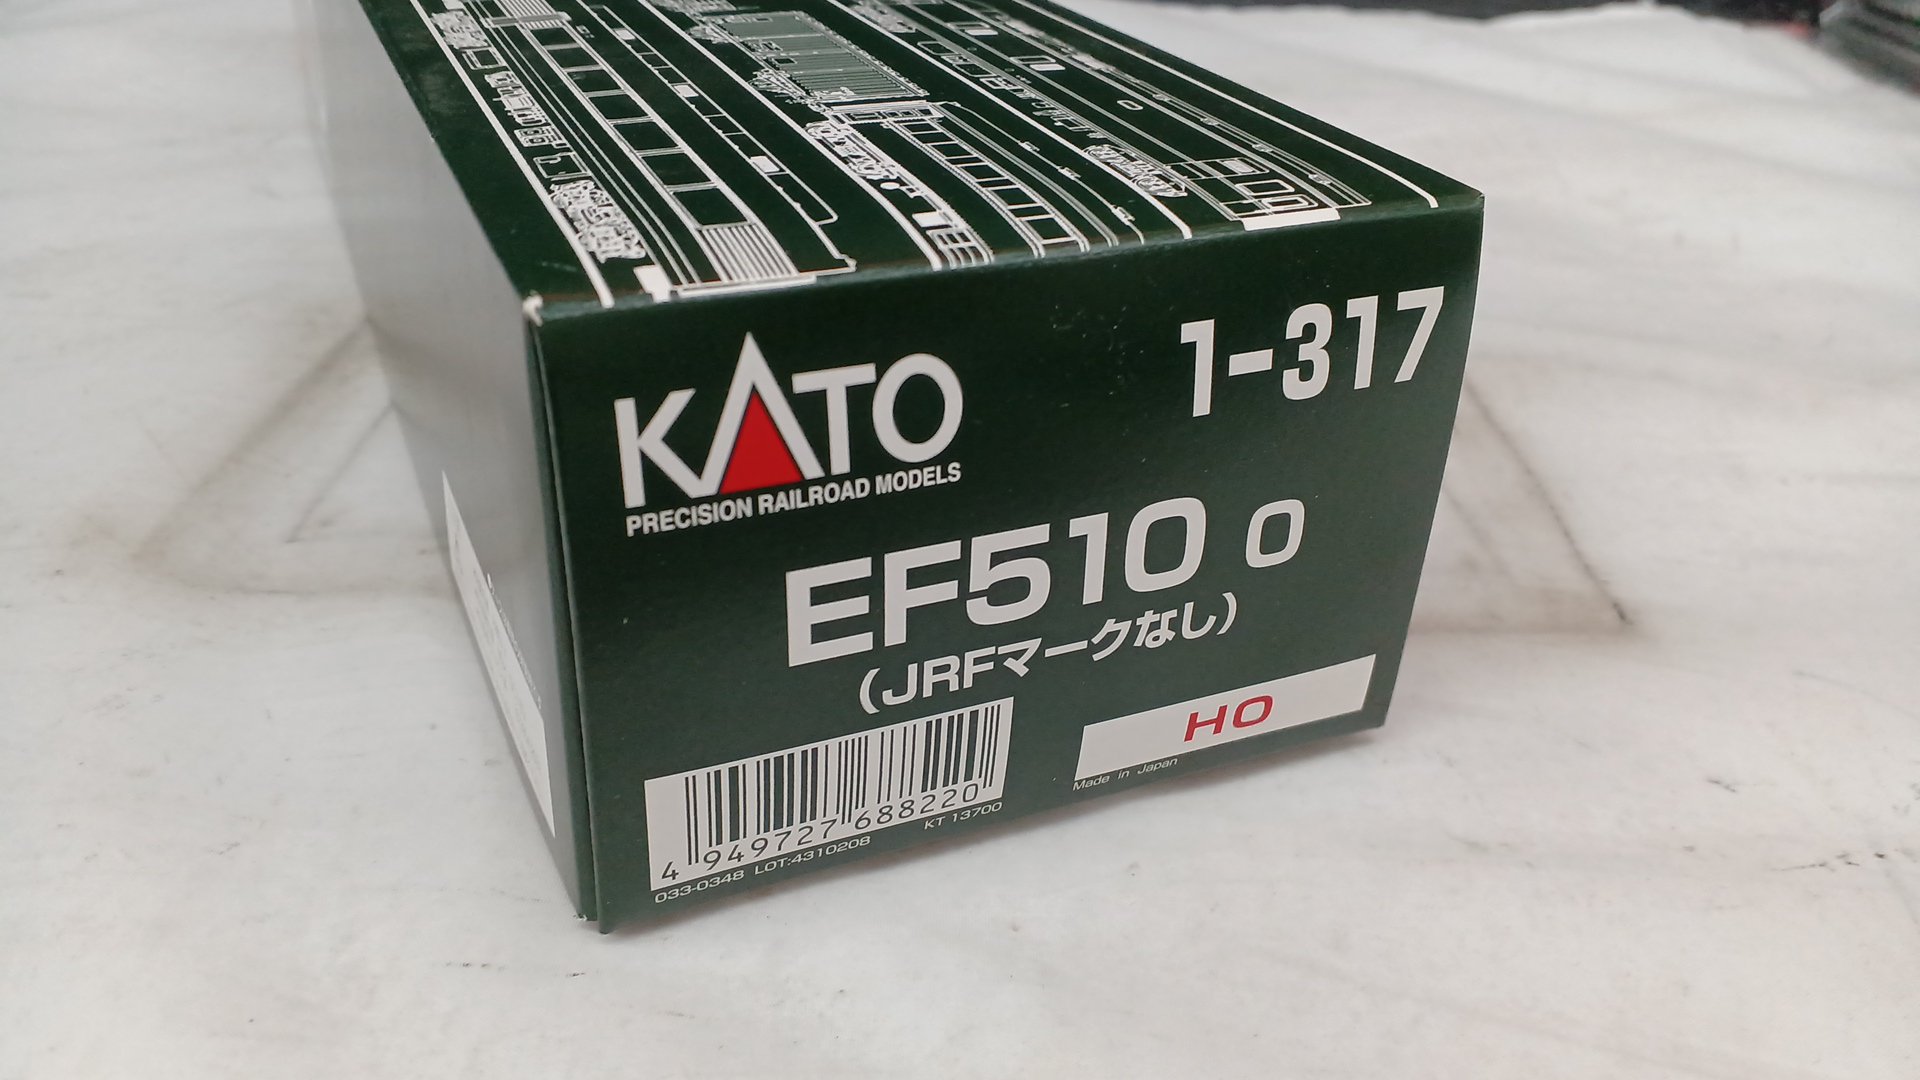 1-317
KATO
PRECISION RAILROAD MODELS
EF510 0
(JRFマークなし)
HO
Made in Japan
4 949727 688220
033-0348 LOT:4310208 KT 13700